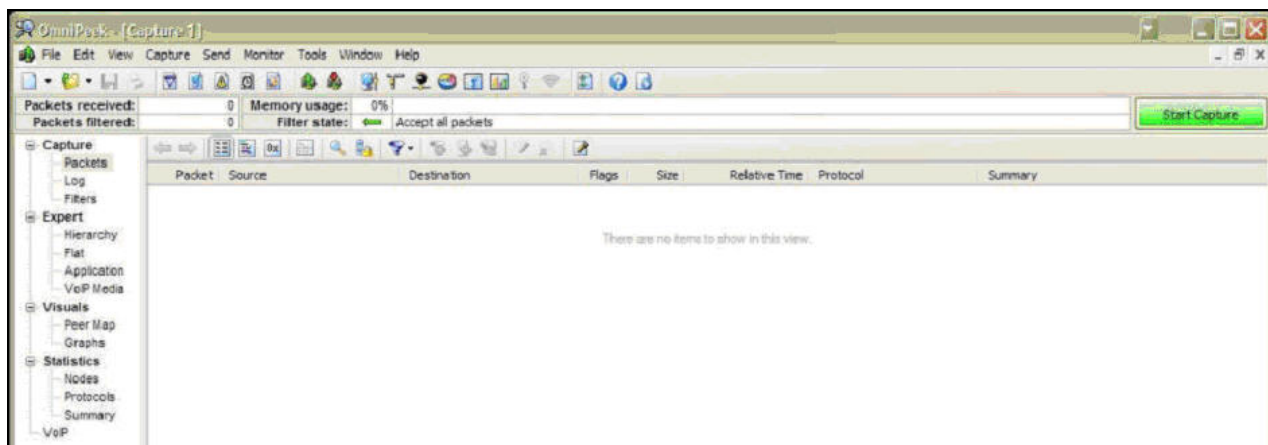 OmniPeek - [Capture 1]
File Edit View Capture Send Monitor Tools Window Help
Packets received: 0 Memory usage: 0%
Packets filtered: 0 Filter state: Accept all packets
Start Capture
Capture
Packets
Log
Filters
Expert
Hierarchy
Flat
Application
VoIP Media
Visuals
Peer Map
Graphs
Statistics
Nodes
Protocols
Summary
VoIP
Packet Source Destination Flags Size Relative Time Protocol Summary
There are no items to show in this view.